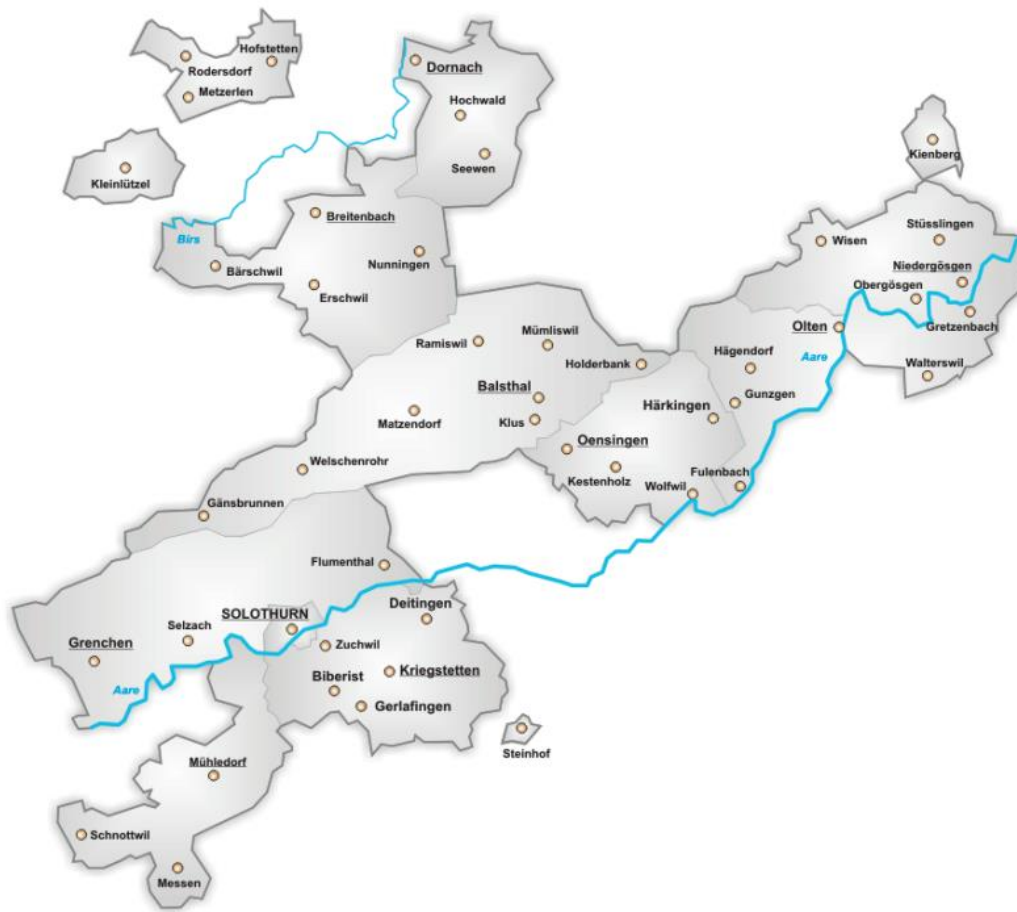 Hofstetten
Rodersdorf
Metzerlen
Dornach
Hochwald
Seewen
Kleinlützel
Kienberg
Breitenbach
Birs
Bärschwil
Nunningen
Erschwil
Wisen
Stüsslingen
Niedergösgen
Obergösgen
Gretzenbach
Olten
Aare
Walterswil
Ramiswil
Mümliswil
Holderbank
Hägendorf
Balsthal
Gunzgen
Matzendorf
Klus
Härkingen
Oensingen
Kestenholz
Welschenrohr
Wolfwil
Fulenbach
Gänsbrunnen
Flumenthal
Deitingen
SOLOTHURN
Selzach
Zuchwil
Grenchen
Kriegstetten
Biberist
Aare
Gerlafingen
Steinhof
Mühledorf
Schnottwil
Messen